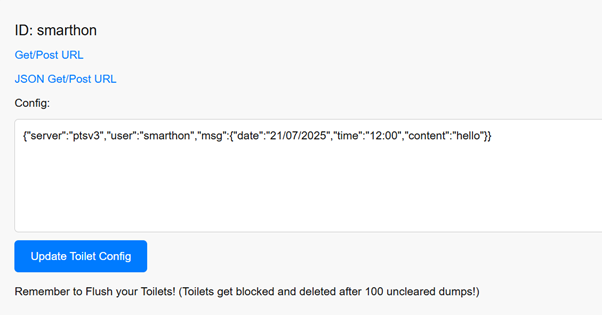 ID: smarthon
Get/Post URL
JSON Get/Post URL
Config:
{"server":"ptsv3","user":"smarthon","msg":{"date":"21/07/2025","time":"12:00","content":"hello"}}
Update Toilet Config
Remember to Flush your Toilets! (Toilets get blocked and deleted after 100 uncleared dumps!)